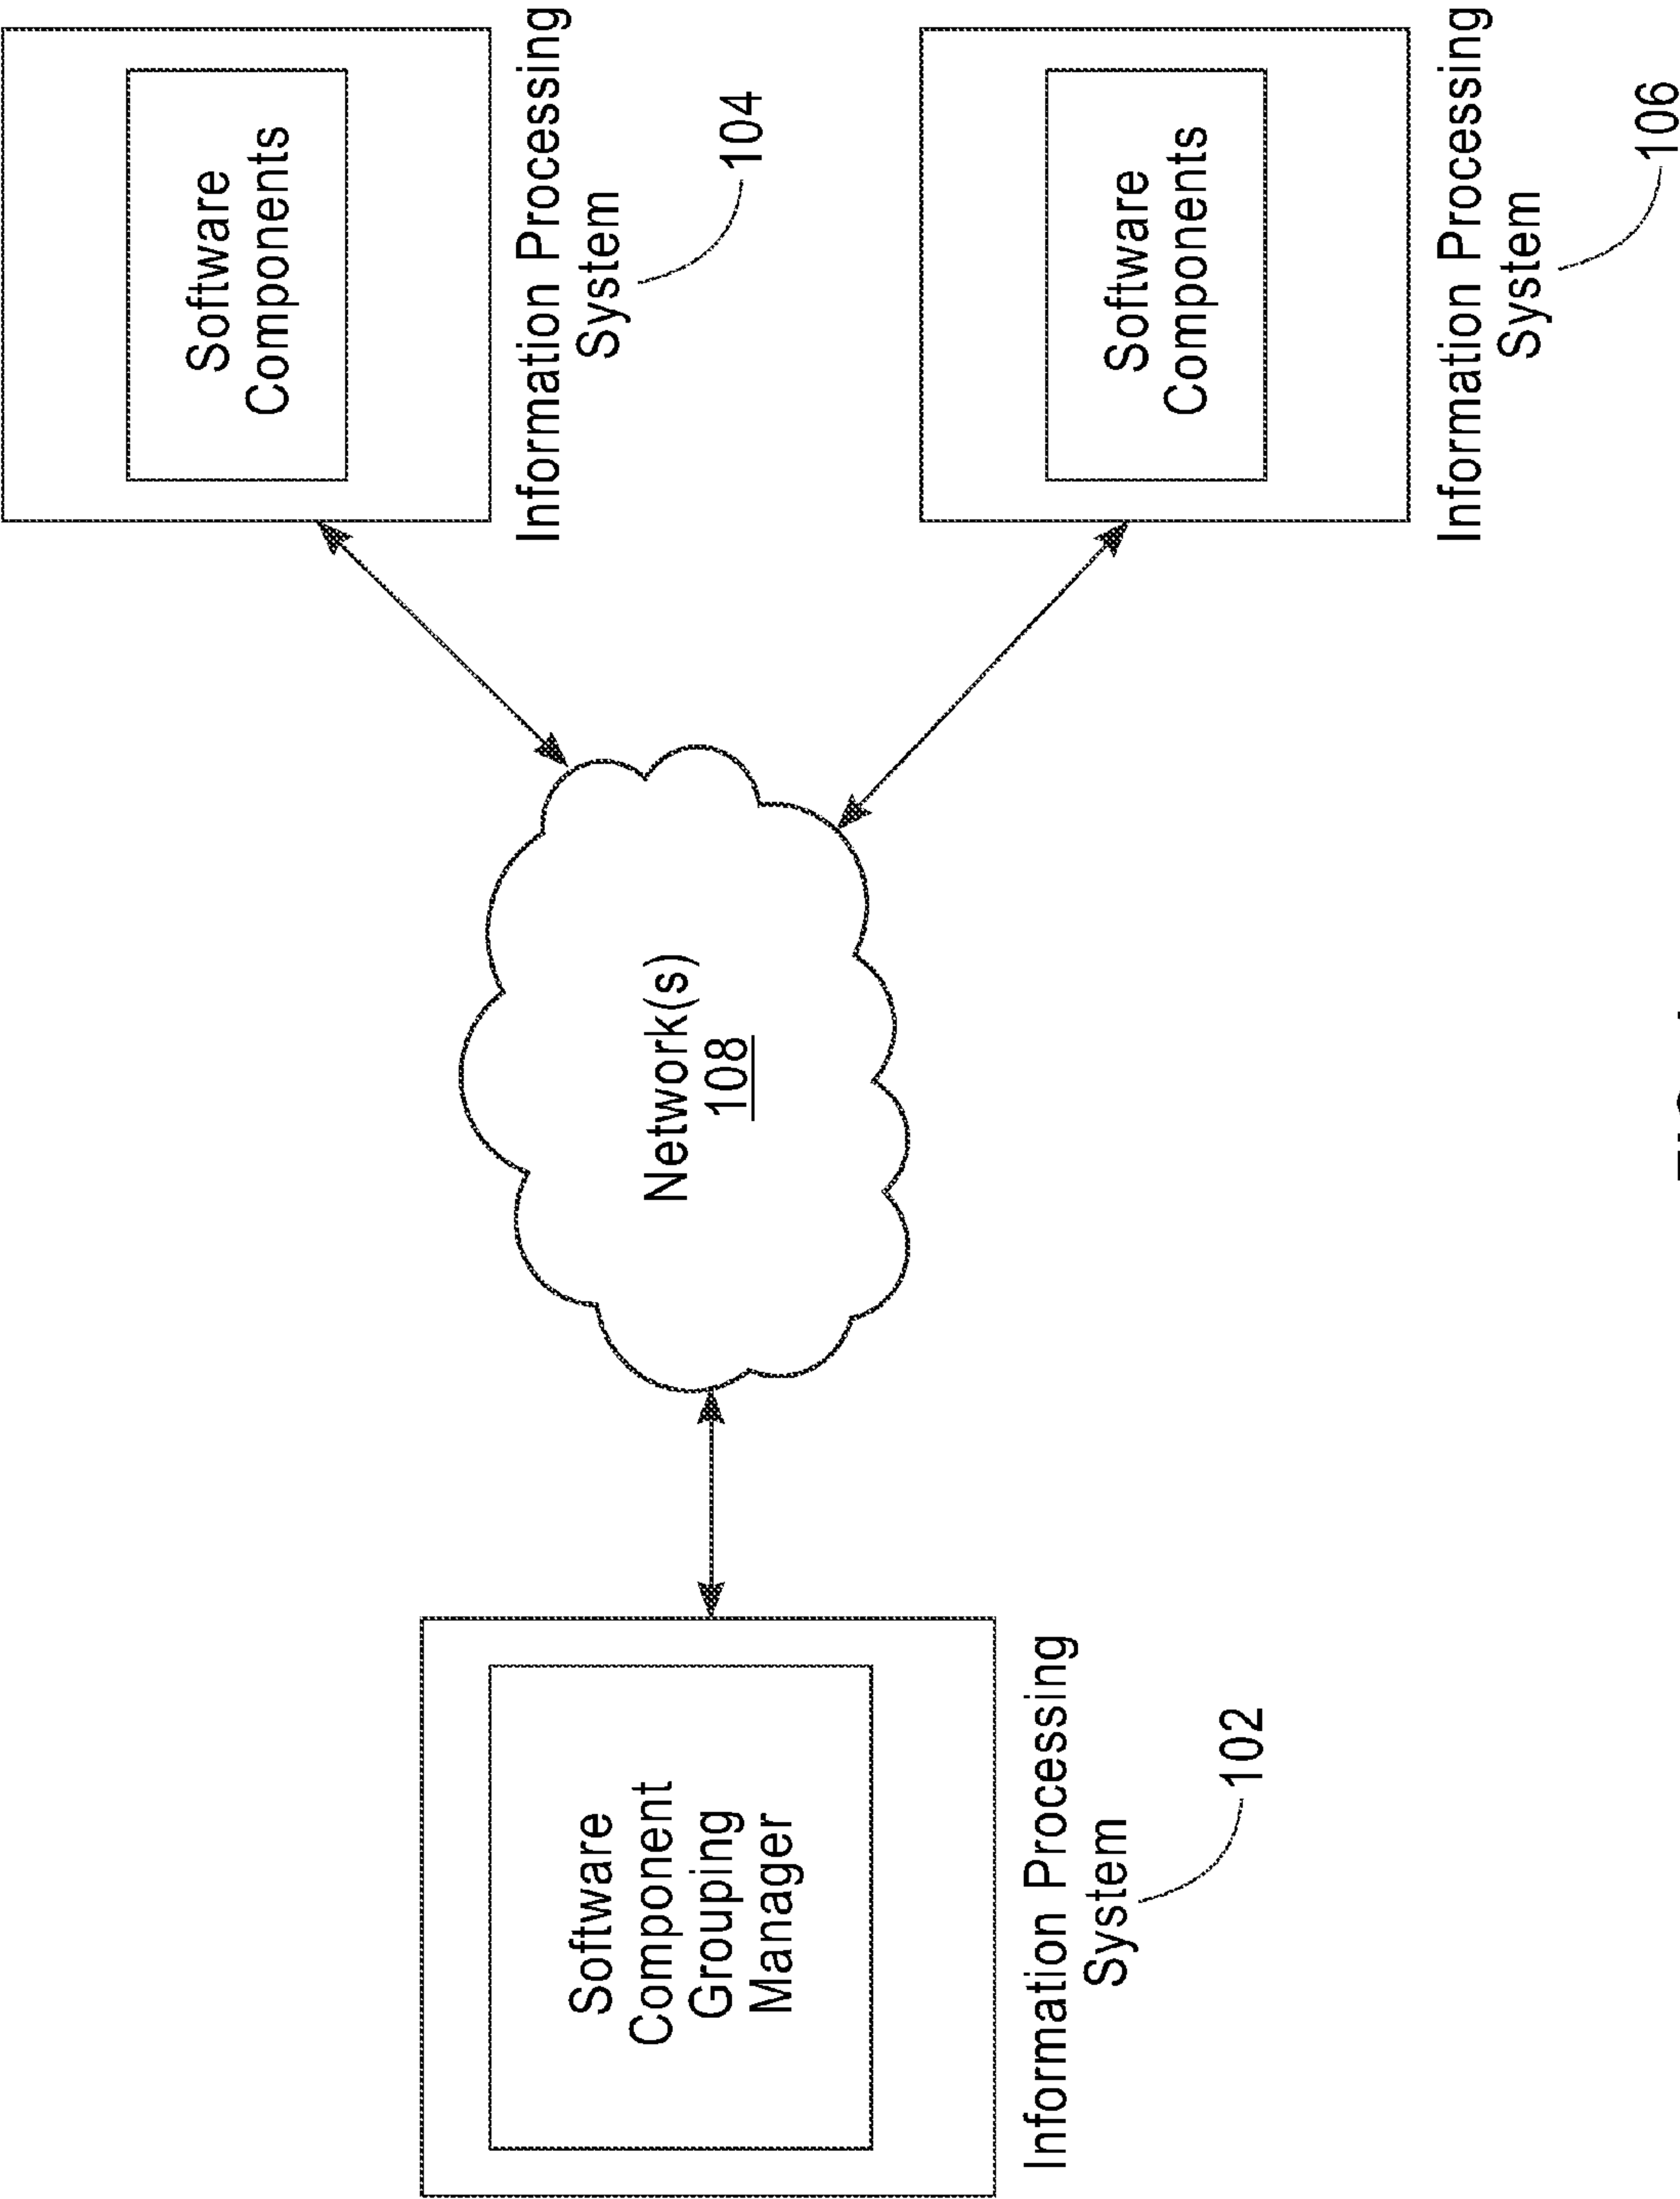 Software
Components
Information Processing
System
104
Software
Component
Grouping
Manager
Information Processing
System
102
Network(s)
108
Software
Components
Information Processing
System
106